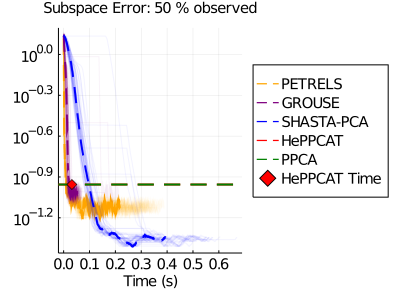 Subspace Error: 50 % observed
10^0.0
10^−0.3
10^−0.6
10^−0.9
10^−1.2
0.0 0.1 0.2 0.3 0.4 0.5 0.6
Time (s)
PETRELS
GROUSE
SHASTA-PCA
HePPCAT
PPCA
HePPCAT Time